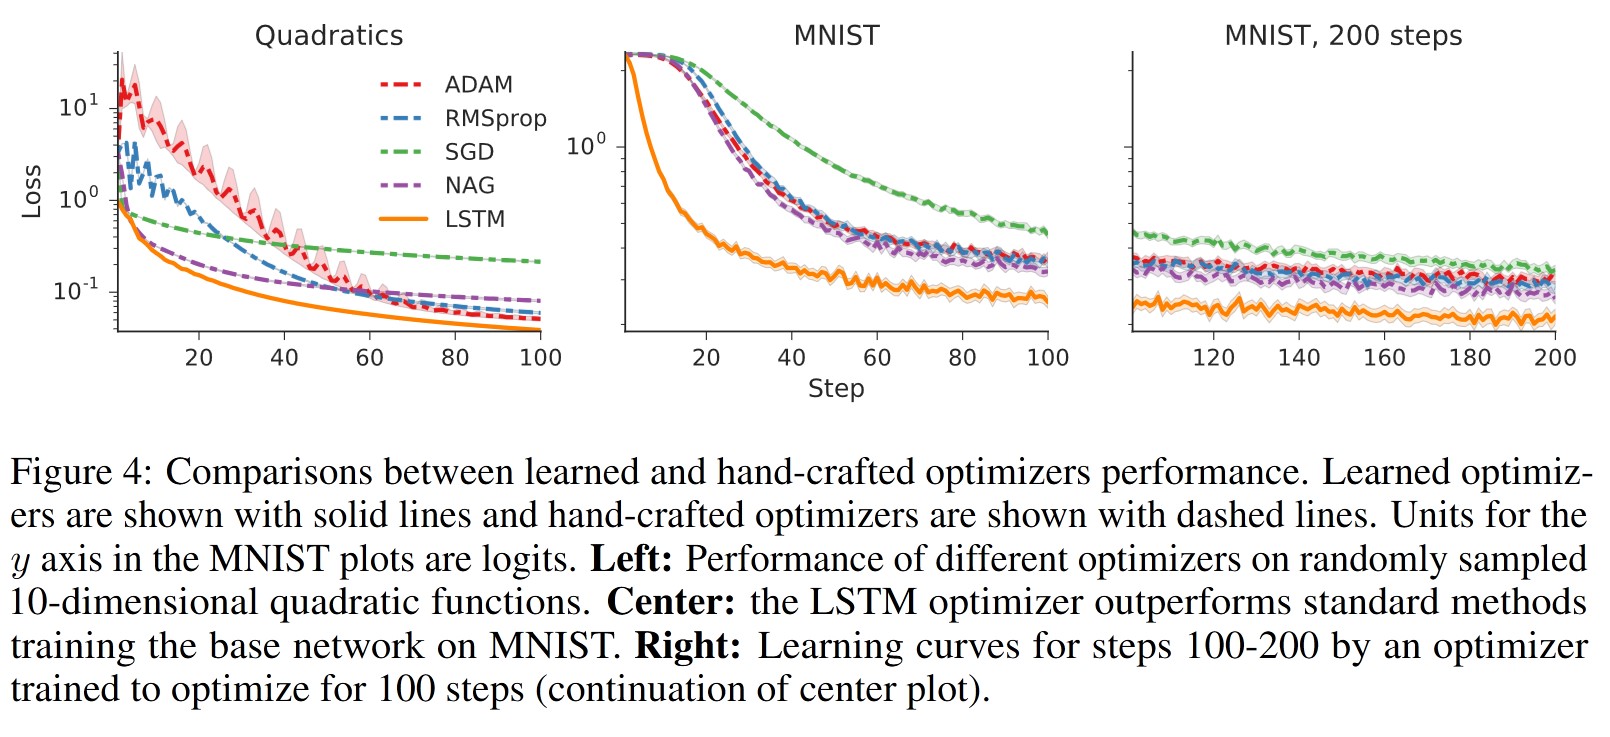 Quadratics
MNIST
MNIST, 200 steps
ADAM
RMSprop
SGD
NAG
LSTM
Loss
10^1
10^0
10^-1
20 40 60 80 100
10^0
20 40 60 80 100
120 140 160 180 200
Step
Figure 4: Comparisons between learned and hand-crafted optimizers performance. Learned optimiz-
ers are shown with solid lines and hand-crafted optimizers are shown with dashed lines. Units for the
y axis in the MNIST plots are logits. Left: Performance of different optimizers on randomly sampled
10-dimensional quadratic functions. Center: the LSTM optimizer outperforms standard methods
training the base network on MNIST. Right: Learning curves for steps 100-200 by an optimizer
trained to optimize for 100 steps (continuation of center plot).